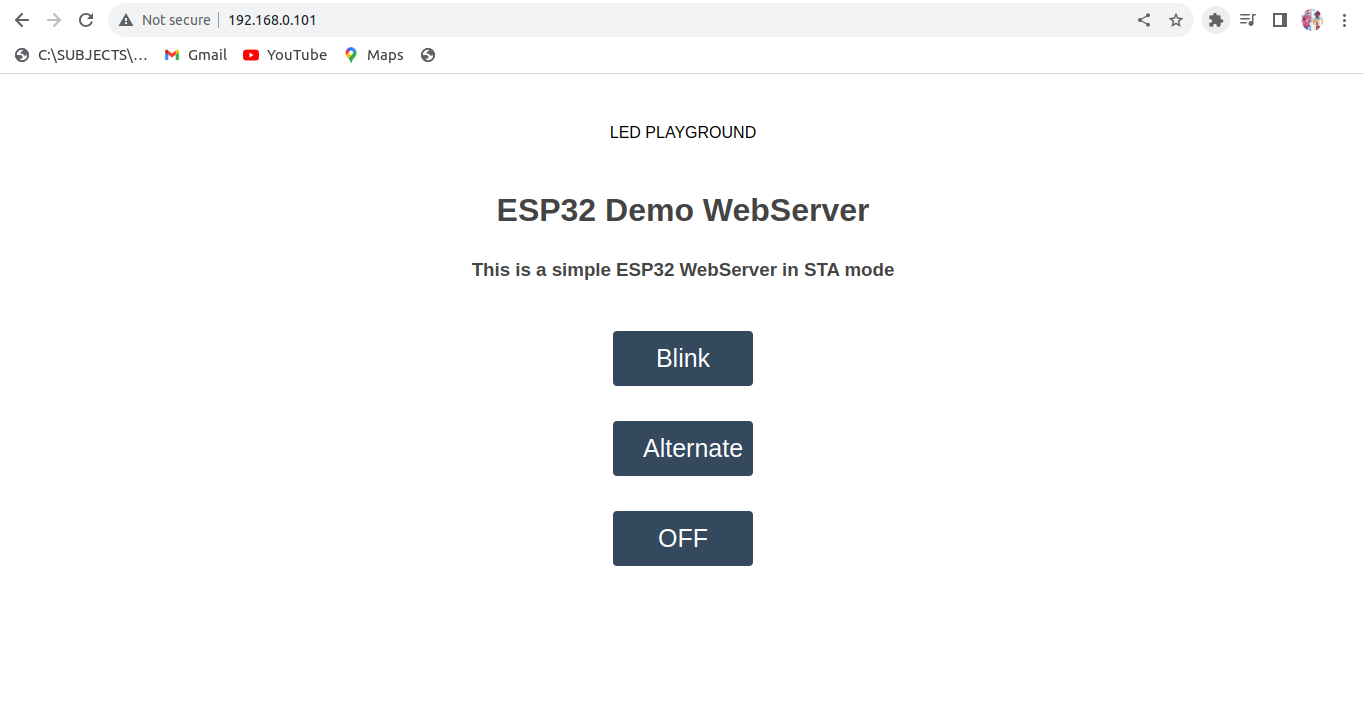 Not secure 192.168.0.101
C:\SUBJECTS\... Gmail YouTube Maps
LED PLAYGROUND
ESP32 Demo WebServer
This is a simple ESP32 WebServer in STA mode
Blink
Alternate
OFF